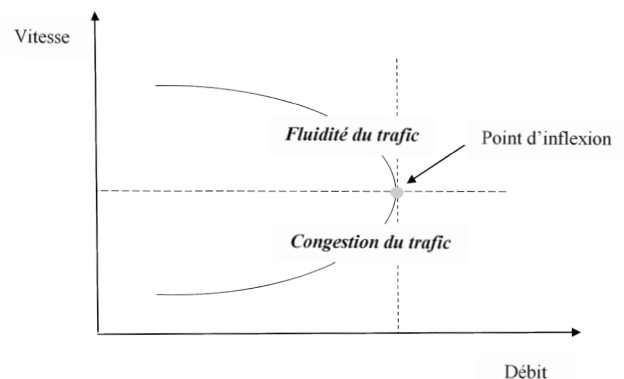 Vitesse
Fluidité du trafic
Point d'inflexion
Congestion du trafic
Débit